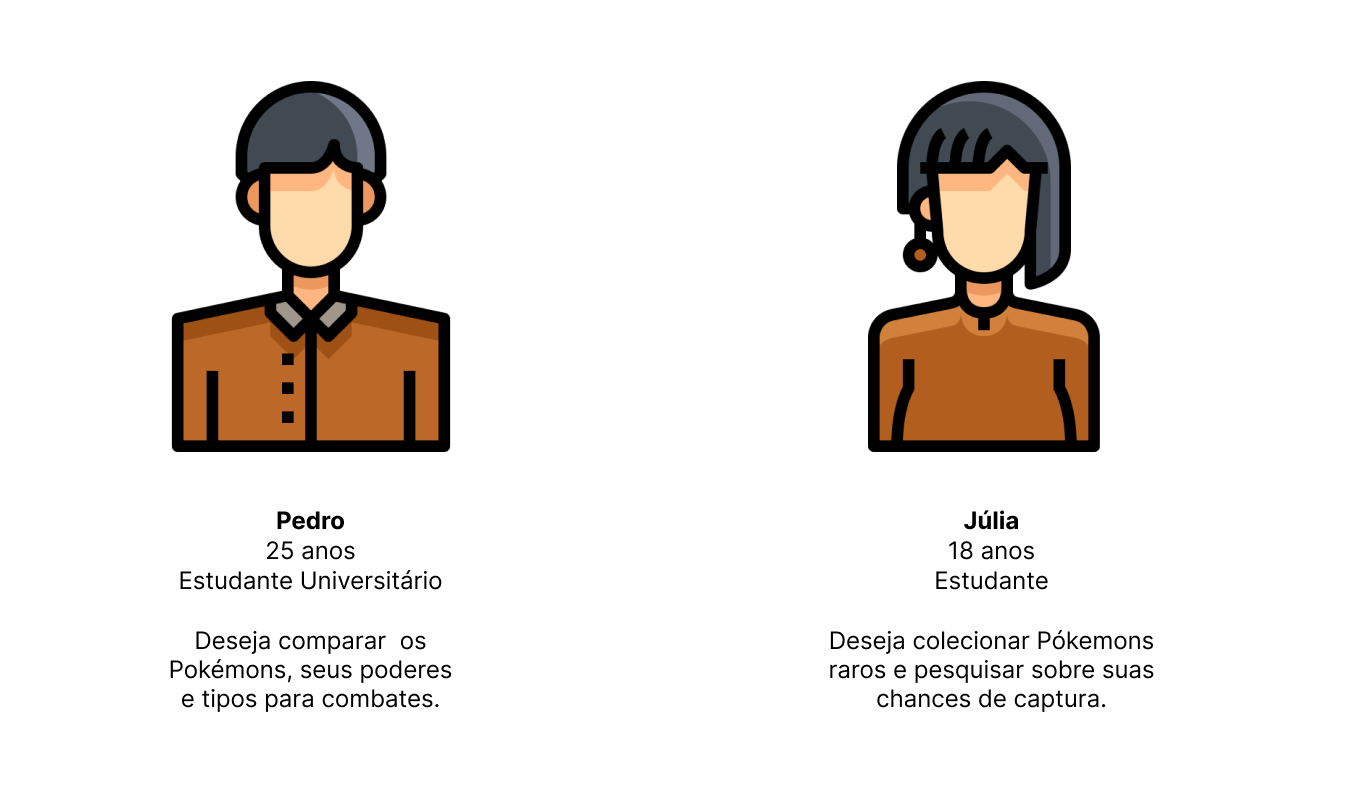 Pedro
25 anos
Estudante Universitário
Deseja comparar  os
Pokémons, seus poderes
e tipos para combates.
Júlia
18 anos
Estudante
Deseja colecionar Pókemons
raros e pesquisar sobre suas
chances de captura.